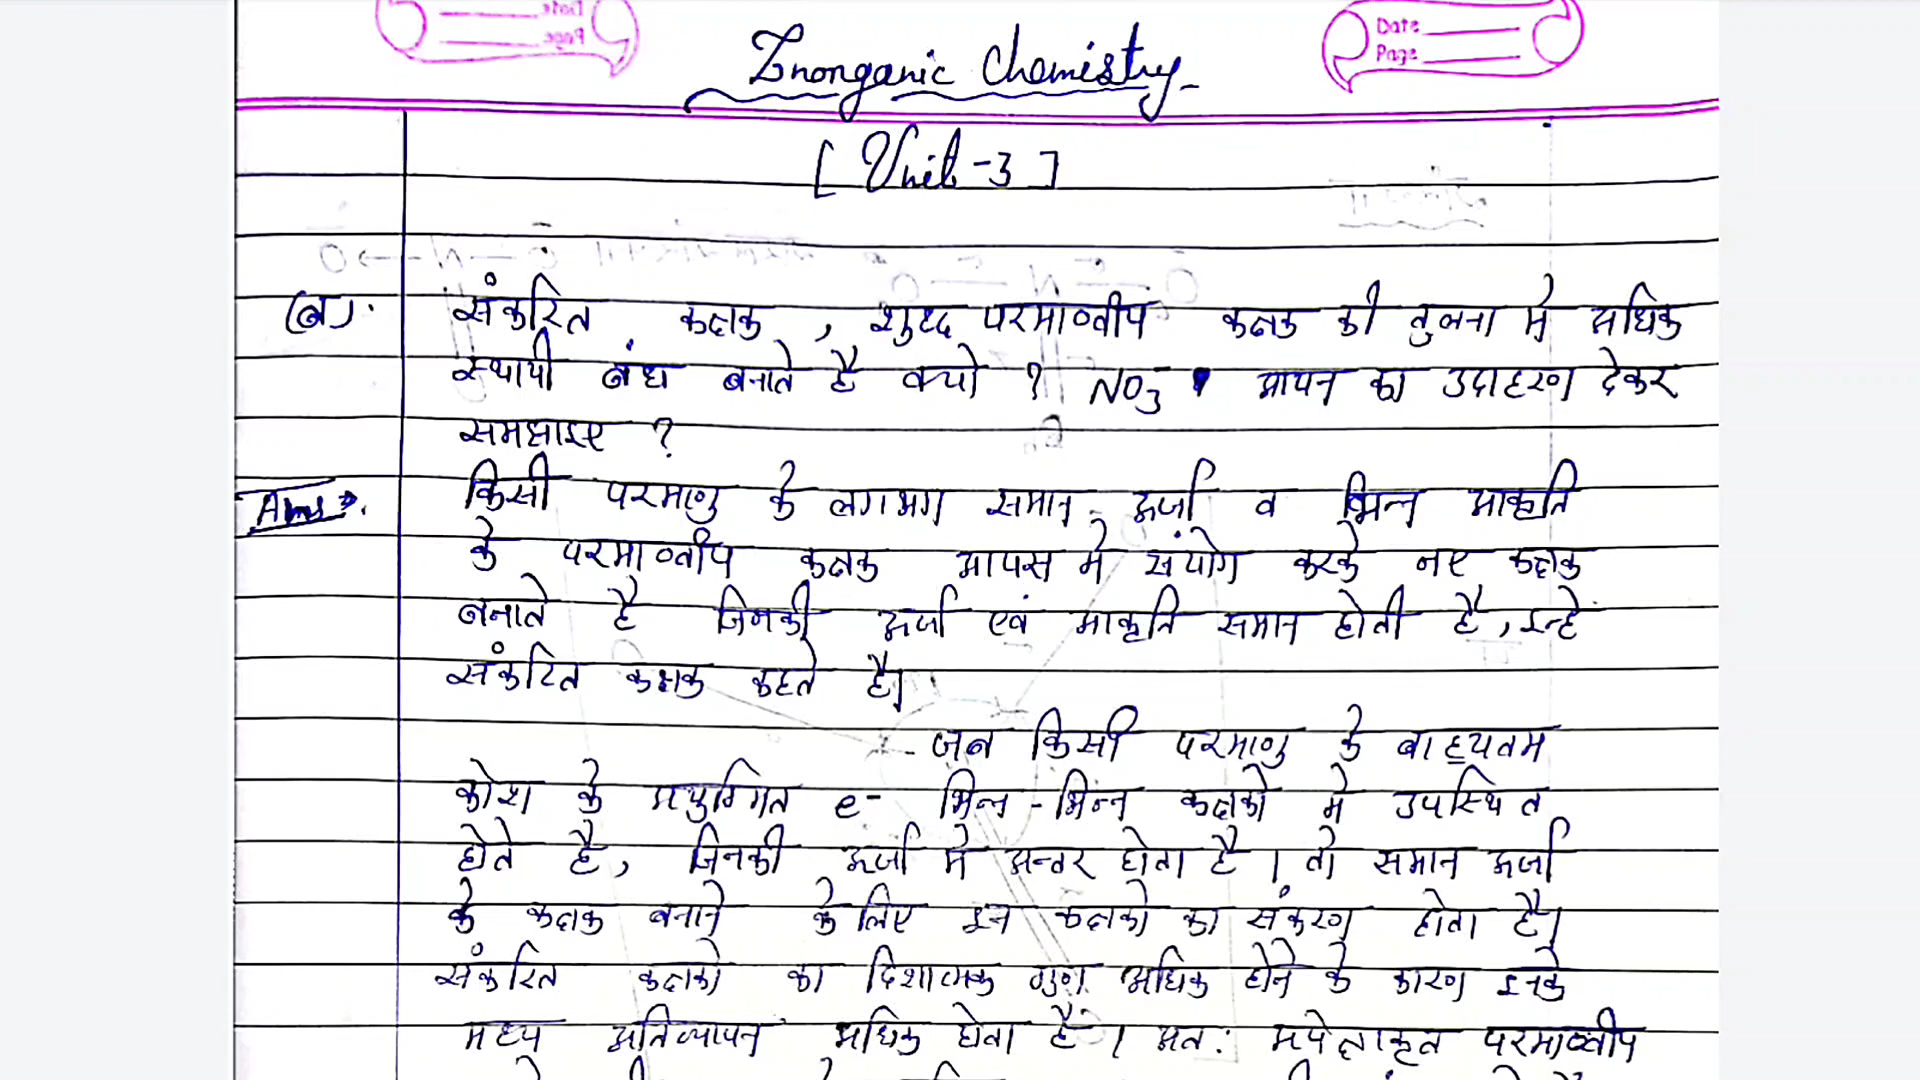 Date
Page
Inorganic Chemistry
[ Unit-3 ]
(ब). संकरित कक्षक, शुध्द परमाण्वीय कक्षक की तुलना मे अधिक
स्थायी बंध बनाते है क्यो ? NO3⁻ आयन का उदाहरण देकर
समझाइए ?
Ans → किसी परमाणु के लगभग समान ऊर्जा व भिन्न आकृति
के परमाण्वीय कक्षक आपस मे संयोग करके नए कक्षक
बनाते है जिनकी ऊर्जा एवं आकृति समान होती है, इन्हे
संकरित कक्षक कहते है।
जब किसी परमाणु के बाह्यतम
कोश के अयुग्मित e- भिन्न-भिन्न कक्षको मे उपस्थित
होते है, जिनकी ऊर्जा मे अन्तर होता है। तो समान ऊर्जा
के कक्षक बनाने के लिए इन कक्षको का संकरण होता है।
संकरित कक्षको का दिशात्मक गुण अधिक होने के कारण इनके
मध्य अतिव्यापन अधिक होता है। अत: अपेक्षाकृत परमाण्वीय